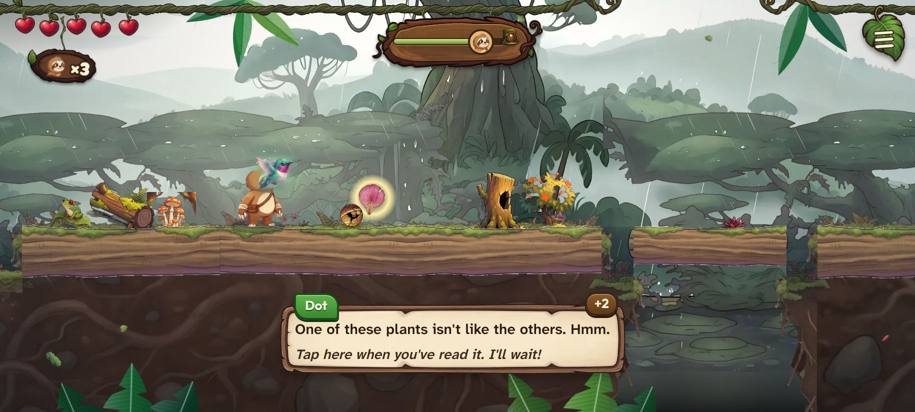 x3
Dot
+2
One of these plants isn't like the others. Hmm.
Tap here when you've read it. I'll wait!